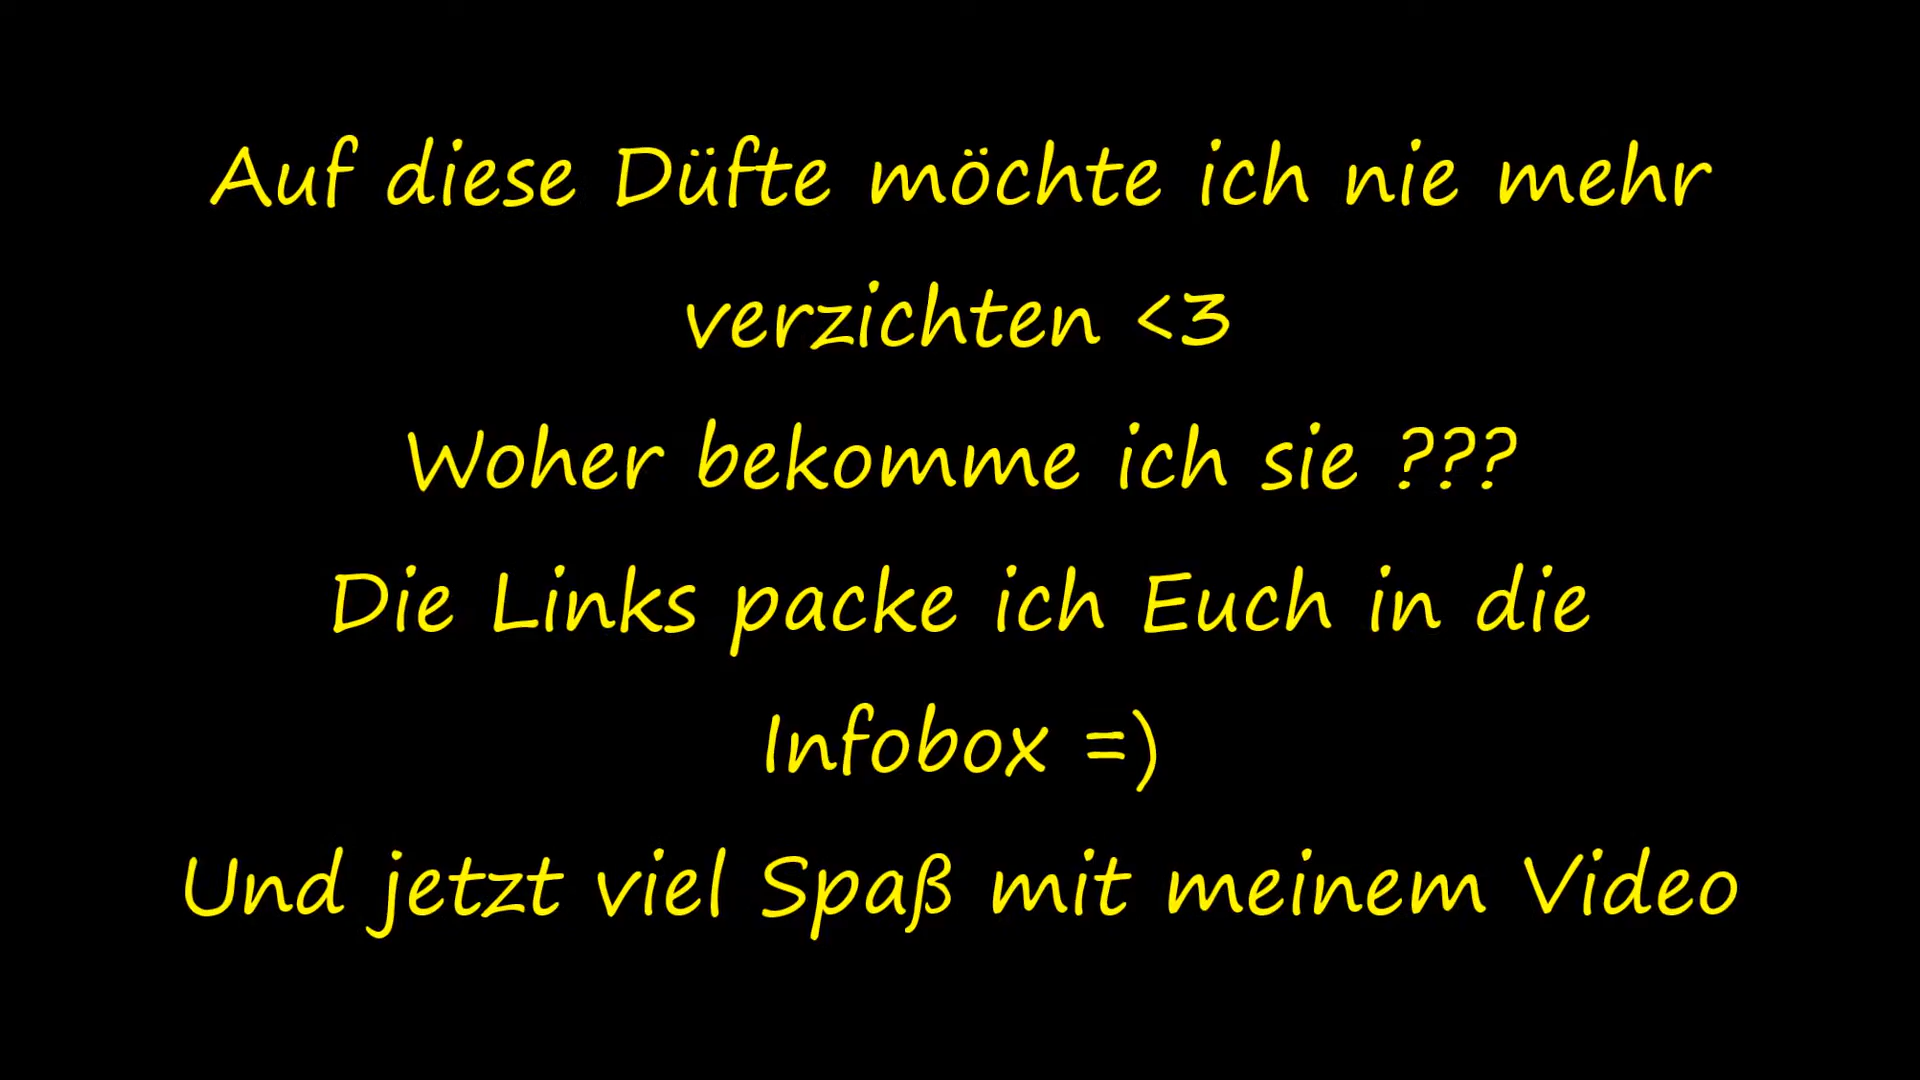 Auf diese Düfte möchte ich nie mehr
verzichten <3
Woher bekomme ich sie ???
Die Links packe ich Euch in die
Infobox =)
Und jetzt viel Spaß mit meinem Video